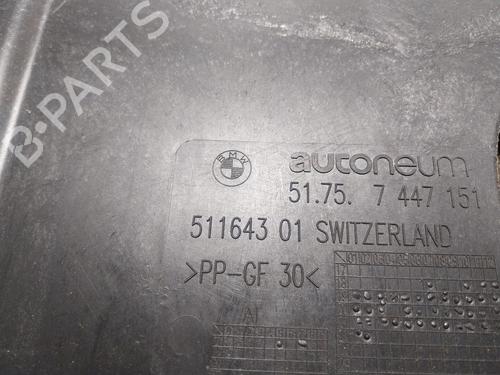 B-PARTS
BMW
autoneum
51.75. 7 447 151
511643 01 SWITZERLAND
>PP-GF 30<